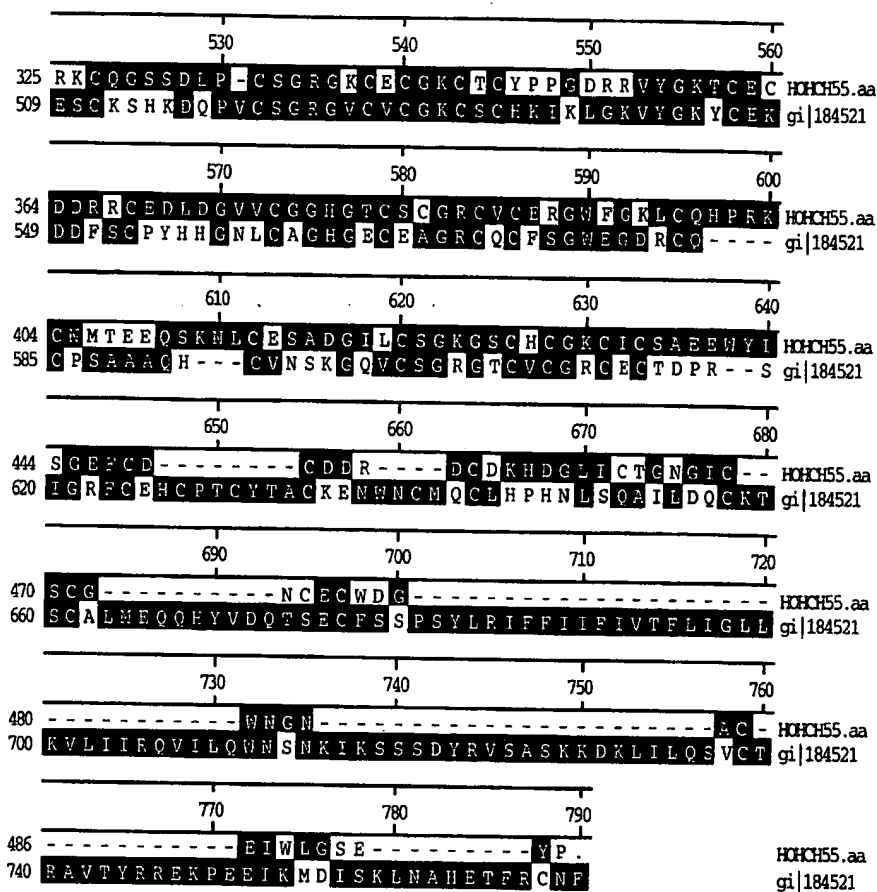 530 540 550 560
325 RKCQGSSDLP-CSGRGKCECGKCTCYPPGDRRVYGKTCEC HOHCH55.aa
509 ESCKSHKDQPVCSGRGVCVCGKCSCHKIKLGKVYGKYCEK gi|184521
570 580 590 600
364 DDRRCEDLDGVVCGGHGTCSCGRCVCERGWFGKLCQHPRK HOHCH55.aa
549 DDFSCPYHHGNLCAGHGECEAGRCQCFSGWEGDRCQ---- gi|184521
610 620 630 640
404 CNMTEEQSKNLCESADGILCSGKGSCHCGKCICSAEEWYI HOHCH55.aa
585 CPSAAAQH---CVNSKGQVCSGRGTCVCGRCECTDPR--S gi|184521
650 660 670 680
444 SGEFCD--------CDDR----DCDKHDGLICTGNGIC-- HOHCH55.aa
620 IGRFCEHCPTCYTACKENWNCMQCLHPHNLSQAILDQCKT gi|184521
690 700 710 720
470 SCG----------NCECWDG-------------------- HOHCH55.aa
660 SCALMEQQHYVDQTSECFSSPSYLRIFFIIFIVTFLIGLL gi|184521
730 740 750 760
480 -----------WNGN----------------------AC- HOHCH55.aa
700 KVLIIRQVILQWNSNKIKSSSDYRVSASKKDKLILQSVCT gi|184521
770 780 790
486 -----------EIWLGSE---------YP. HOHCH55.aa
740 RAVTYRREKPEEIKMDISKLNAHETFRCNF gi|184521